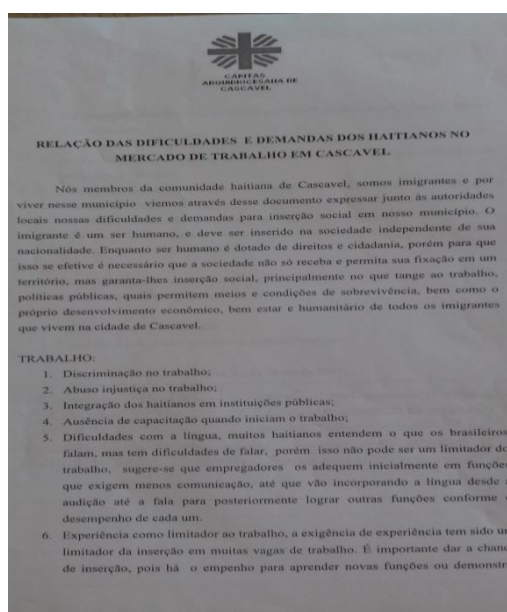 CÁRITAS
ARQUIDIOCESANA DE
CASCAVEL
RELAÇÃO DAS DIFICULDADES E DEMANDAS DOS HAITIANOS NO
MERCADO DE TRABALHO EM CASCAVEL
Nós membros da comunidade haitiana de Cascavel, somos imigrantes e por
viver nesse município viemos através desse documento expressar junto às autoridades
locais nossas dificuldades e demandas para inserção social em nosso município. O
imigrante é um ser humano, e deve ser inserido na sociedade independente de sua
nacionalidade. Enquanto ser humano é dotado de direitos e cidadania, porém para que
isso se efetive é necessário que a sociedade não só receba e permita sua fixação em um
território, mas garanta-lhes inserção social, principalmente no que tange ao trabalho,
políticas públicas, quais permitem meios e condições de sobrevivência, bem como o
próprio desenvolvimento econômico, bem estar e humanitário de todos os imigrantes
que vivem na cidade de Cascavel.
TRABALHO:
1. Discriminação no trabalho;
2. Abuso injustiça no trabalho;
3. Integração dos haitianos em instituições públicas;
4. Ausência de capacitação quando iniciam o trabalho;
5. Dificuldades com a língua, muitos haitianos entendem o que os brasileiros
falam, mas tem dificuldades de falar, porém isso não pode ser um limitador do
trabalho, sugere-se que empregadores os adequem inicialmente em funções
que exigem menos comunicação, até que vão incorporando a língua desde a
audição até a fala para posteriormente lograr outras funções conforme o
desempenho de cada um.
6. Experiência como limitador ao trabalho, a exigência de experiência tem sido um
limitador da inserção em muitas vagas de trabalho. É importante dar a chance
de inserção, pois há o empenho para aprender novas funções ou demonstr